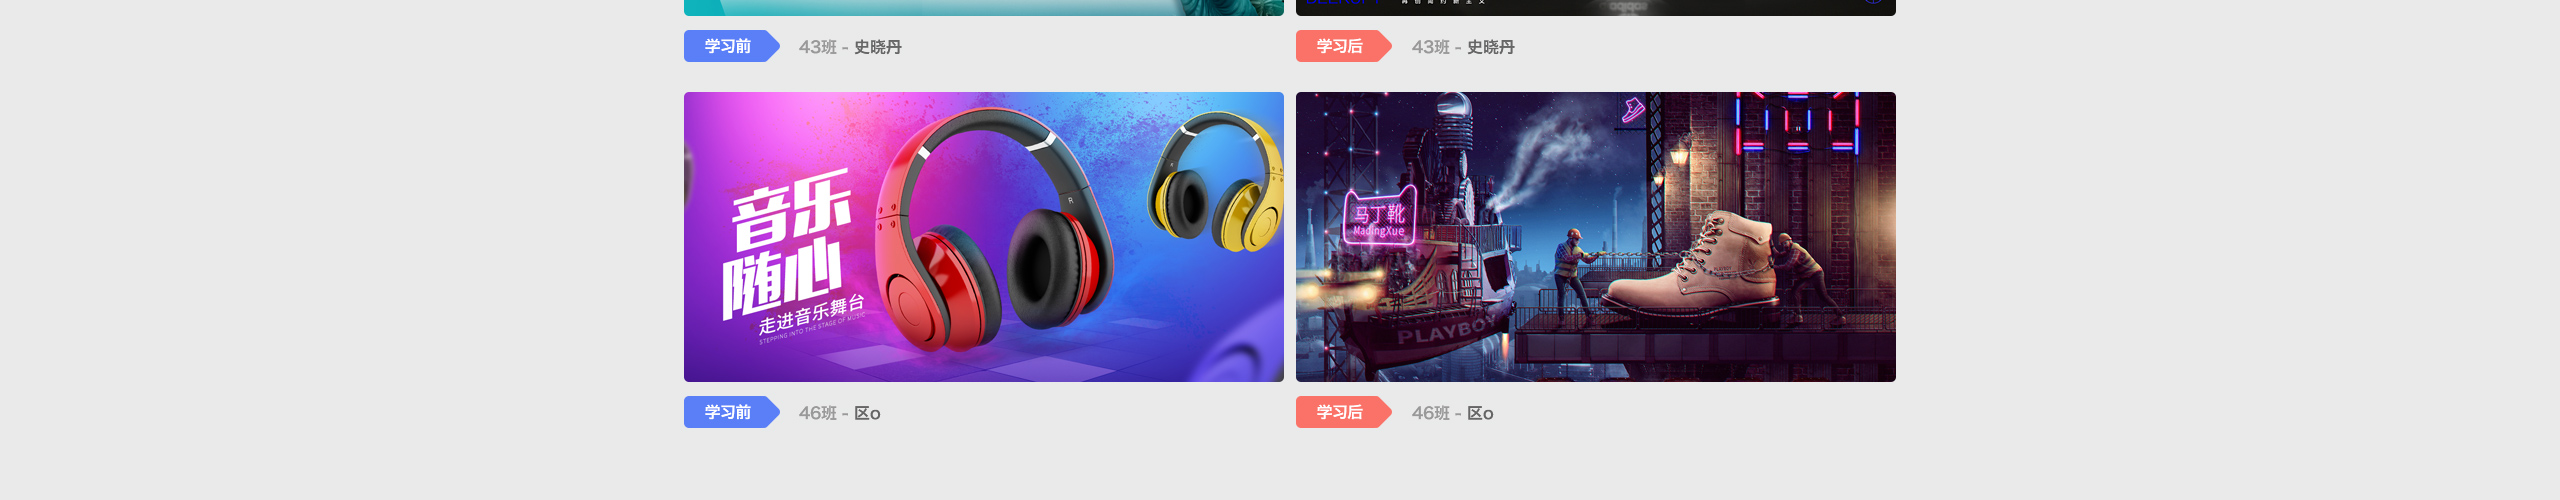 学习前
43班 - 史晓丹
学习后
43班 - 史晓丹
音乐
随心
走进音乐舞台
STEPPING INTO THE STAGE OF MUSIC
R
马丁靴
MadingXue
PLAYBOY
学习前
46班 - 区o
学习后
46班 - 区o